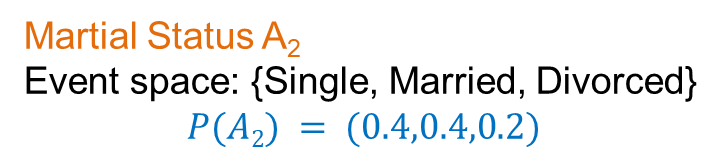 Martial Status A₂
Event space: {Single, Married, Divorced}
P(A₂) = (0.4,0.4,0.2)